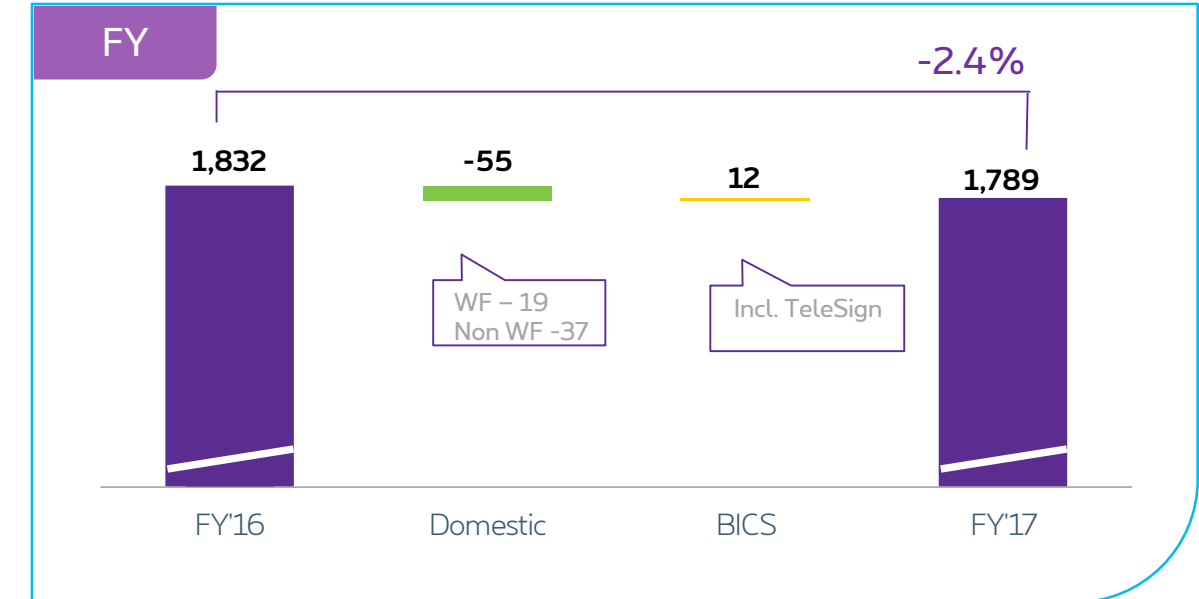 FY
-2.4%
1,832
-55
12
1,789
WF – 19
Non WF -37
Incl. TeleSign
FY'16
Domestic
BICS
FY'17